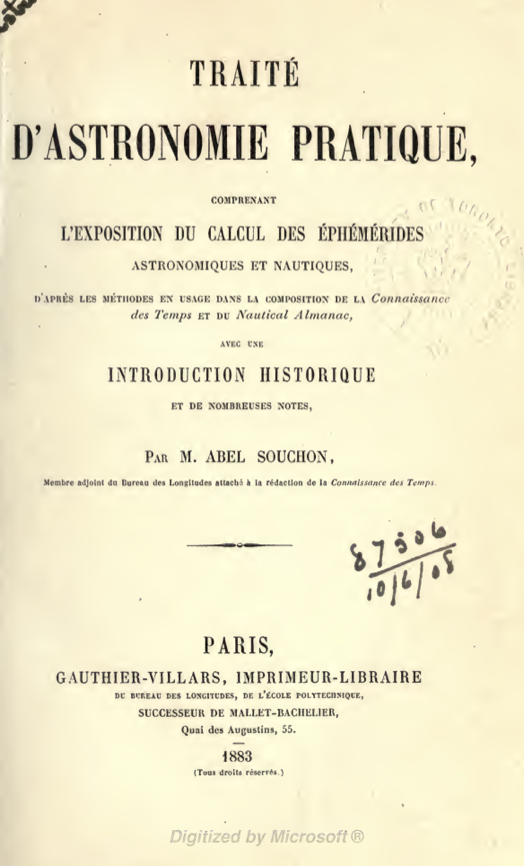 TRAITÉ
D'ASTRONOMIE PRATIQUE,
COMPRENANT
L'EXPOSITION DU CALCUL DES ÉPHÉMÉRIDES
ASTRONOMIQUES ET NAUTIQUES,
D'APRÈS LES MÉTHODES EN USAGE DANS LA COMPOSITION DE LA Connaissance
des Temps ET DU Nautical Almanac,
AVEC UNE
INTRODUCTION HISTORIQUE
ET DE NOMBREUSES NOTES,
PAR M. ABEL SOUCHON,
Membre adjoint du Bureau des Longitudes attaché à la rédaction de la Connaissance des Temps.
87506
10/6/08
PARIS,
GAUTHIER-VILLARS, IMPRIMEUR-LIBRAIRE
DU BUREAU DES LONGITUDES, DE L'ÉCOLE POLYTECHNIQUE,
SUCCESSEUR DE MALLET-BACHELIER,
Quai des Augustins, 55.
1883
(Tous droits réservés.)
Digitized by Microsoft ®